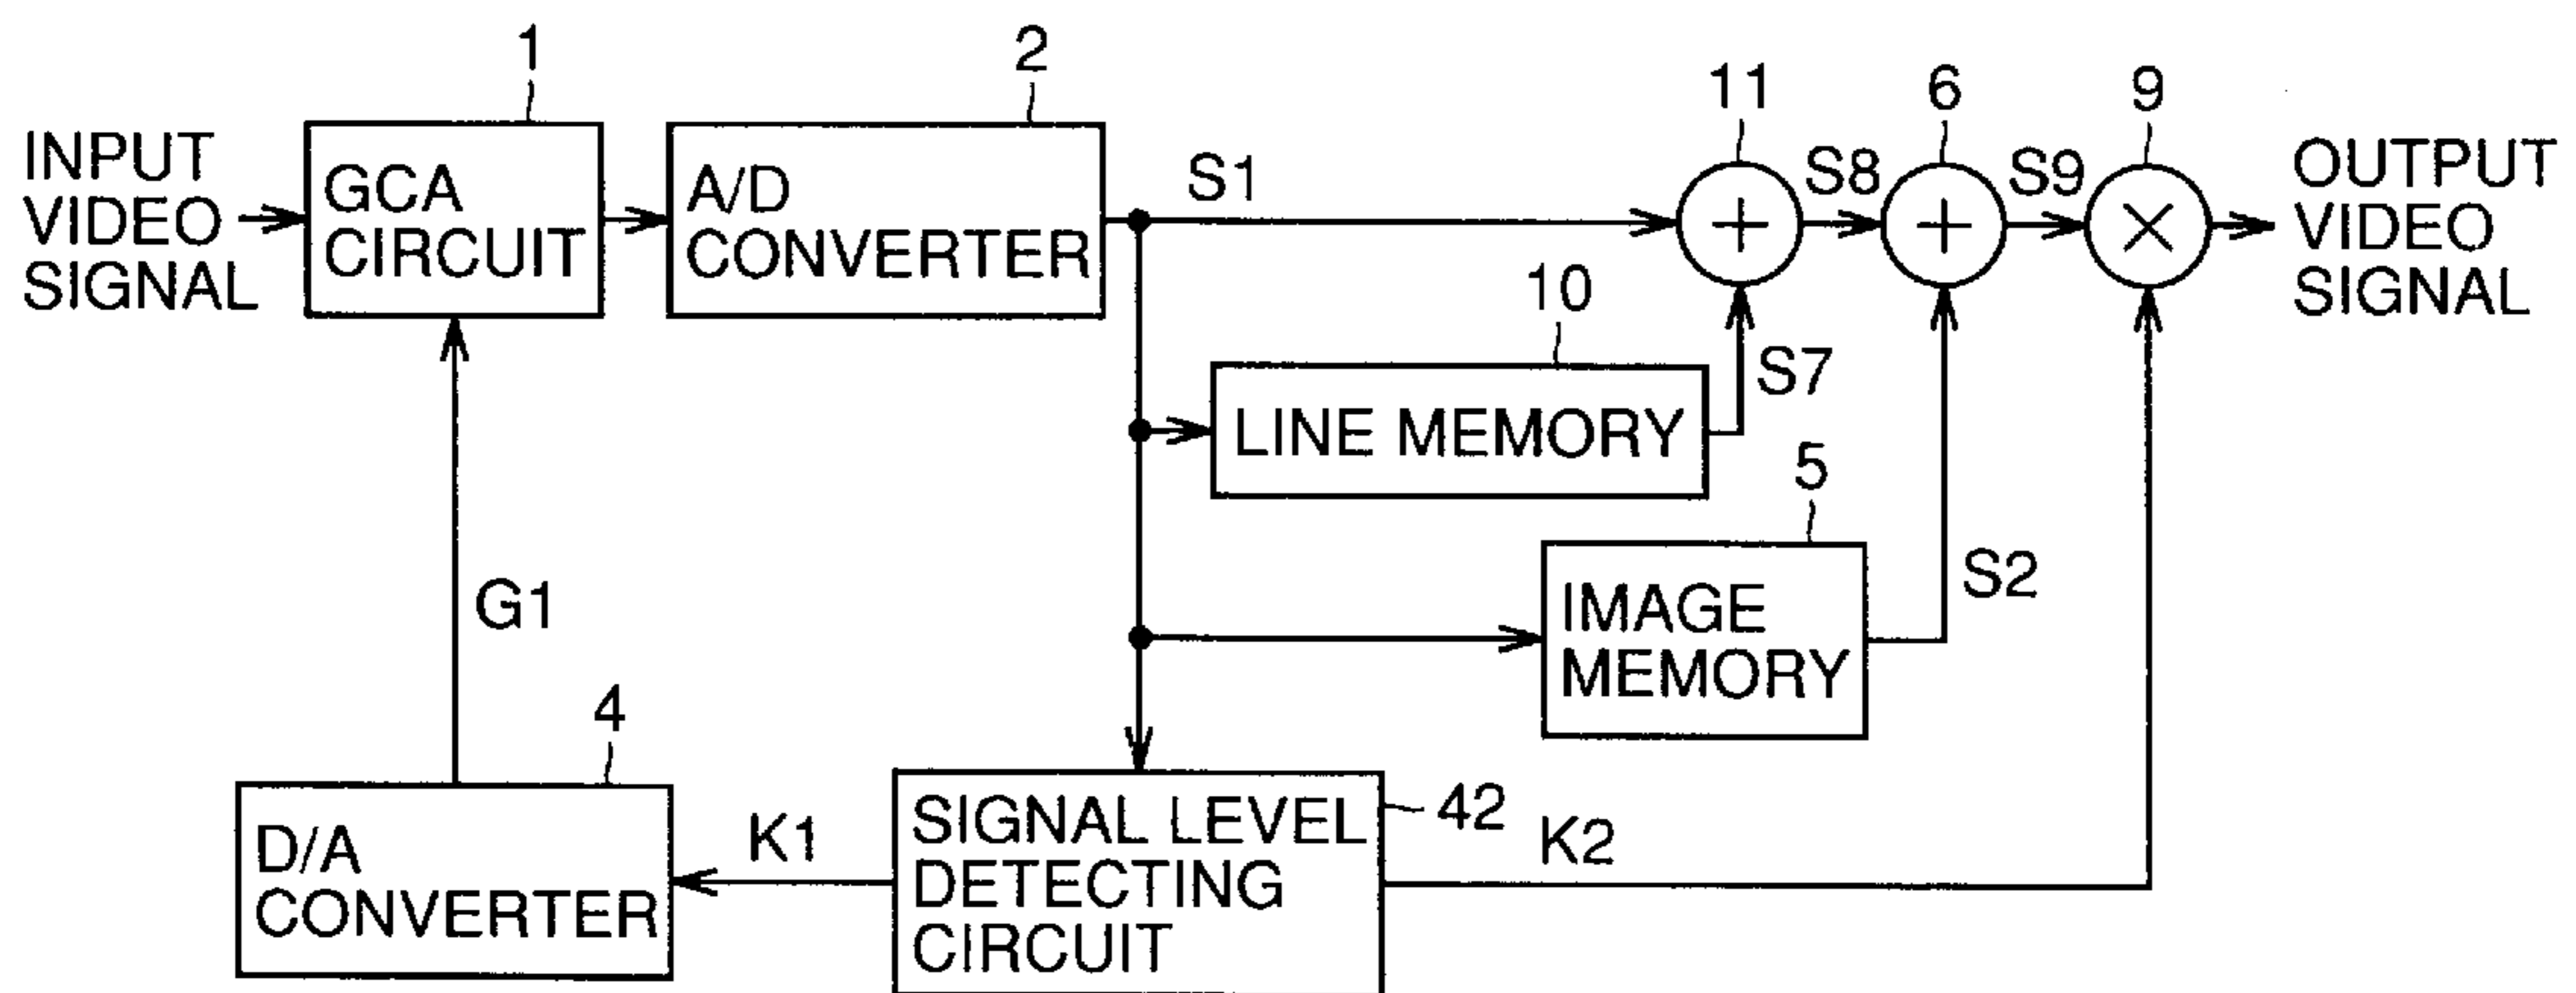 1
2
11
6
9
INPUT
VIDEO
SIGNAL
GCA
CIRCUIT
A/D
CONVERTER
S1
S8
S9
OUTPUT
VIDEO
SIGNAL
10
LINE MEMORY
S7
5
IMAGE
MEMORY
S2
G1
4
D/A
CONVERTER
K1
SIGNAL LEVEL
DETECTING
CIRCUIT
42
K2